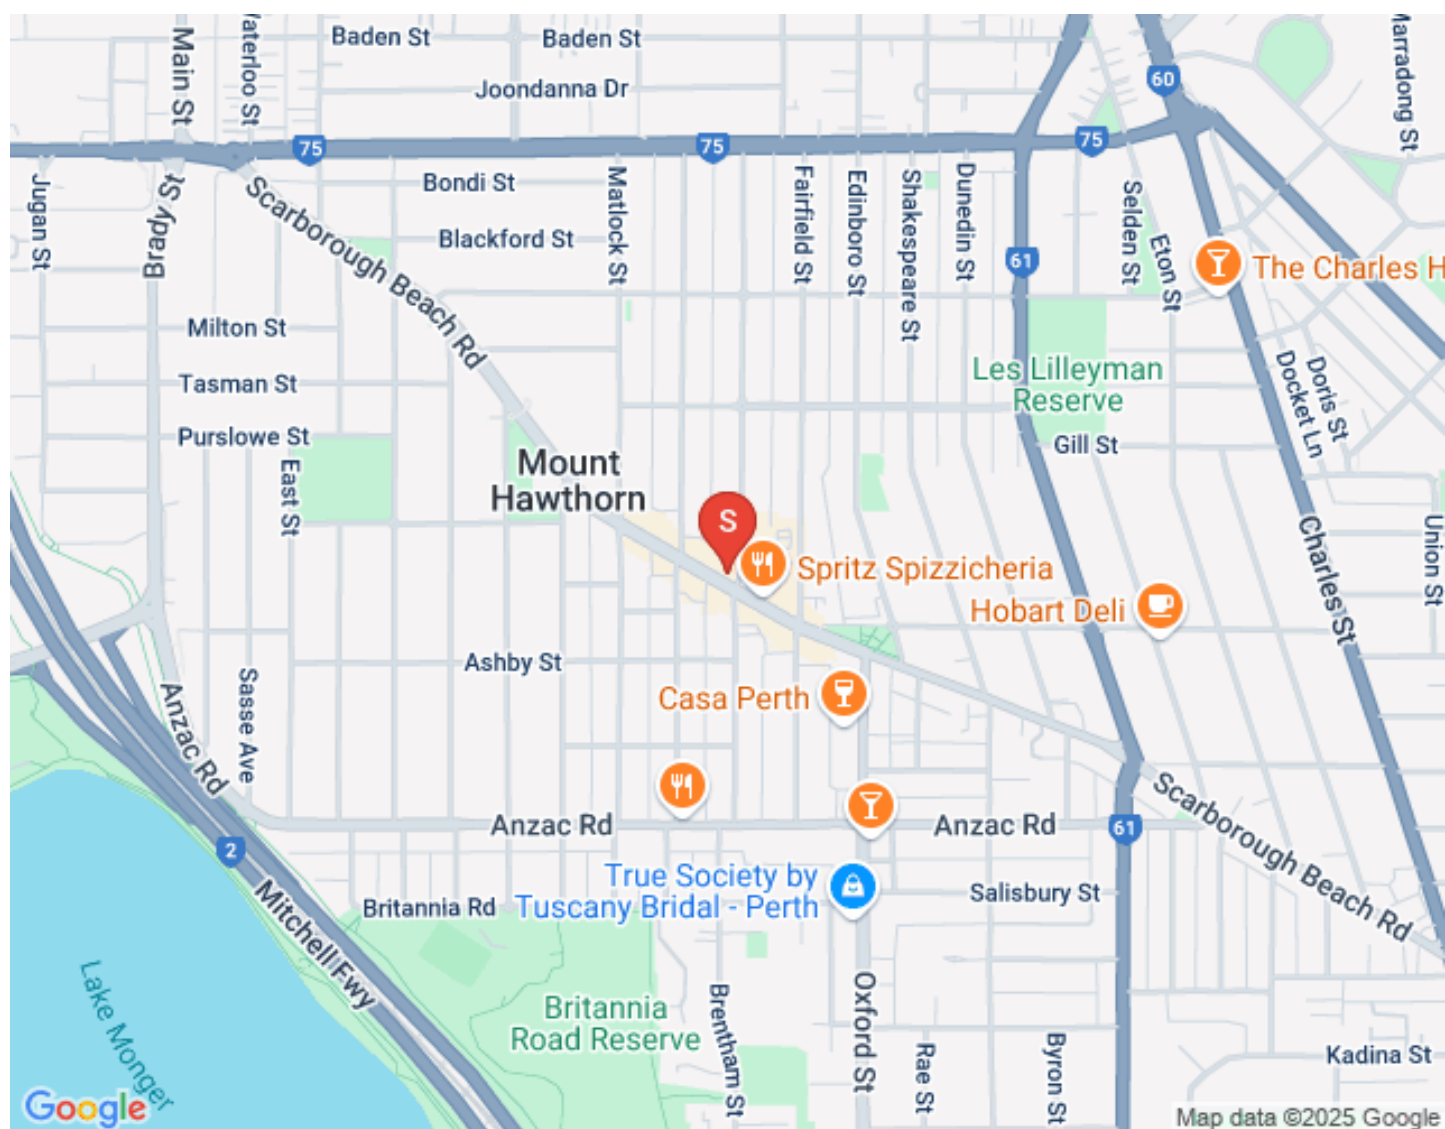 Baden St
Baden St
Joondanna Dr
Main St
Waterloo St
60
Marradong St
75
75
75
Jugan St
Brady St
Scarborough Beach Rd
Bondi St
Blackford St
Matlock St
Fairfield St
Edinboro St
Shakespeare St
Dunedin St
61
Selden St
Eton St
The Charles H
Milton St
Tasman St
Purslowe St
East St
Les Lilleyman
Reserve
Doris St
Docket Ln
Gill St
Mount
Hawthorn
S
Spritz Spizzicheria
Hobart Deli
Charles St
Union St
Ashby St
Casa Perth
Sasse Ave
Anzac Rd
Anzac Rd
Anzac Rd
61
Scarborough Beach Rd
2
Mitchell Fwy
True Society by
Tuscany Bridal - Perth
Salisbury St
Britannia Rd
Lake Monger
Britannia
Road Reserve
Brentham St
Oxford St
Rae St
Byron St
Kadina St
Google
Map data ©2025 Google